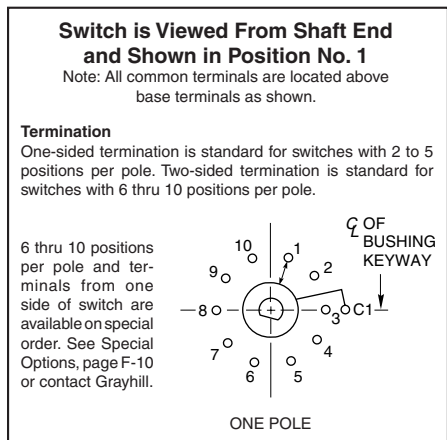 Switch is Viewed From Shaft End
and Shown in Position No. 1
Note: All common terminals are located above
base terminals as shown.
Termination
One-sided termination is standard for switches with 2 to 5
positions per pole. Two-sided termination is standard for
switches with 6 thru 10 positions per pole.
6 thru 10 positions
per pole and ter-
minals from one
side of switch are
available on special
order. See Special
Options, page F-10
or contact Grayhill.
℄ OF
BUSHING
KEYWAY
10
1
9
2
8
3
C1
7
4
6
5
ONE POLE